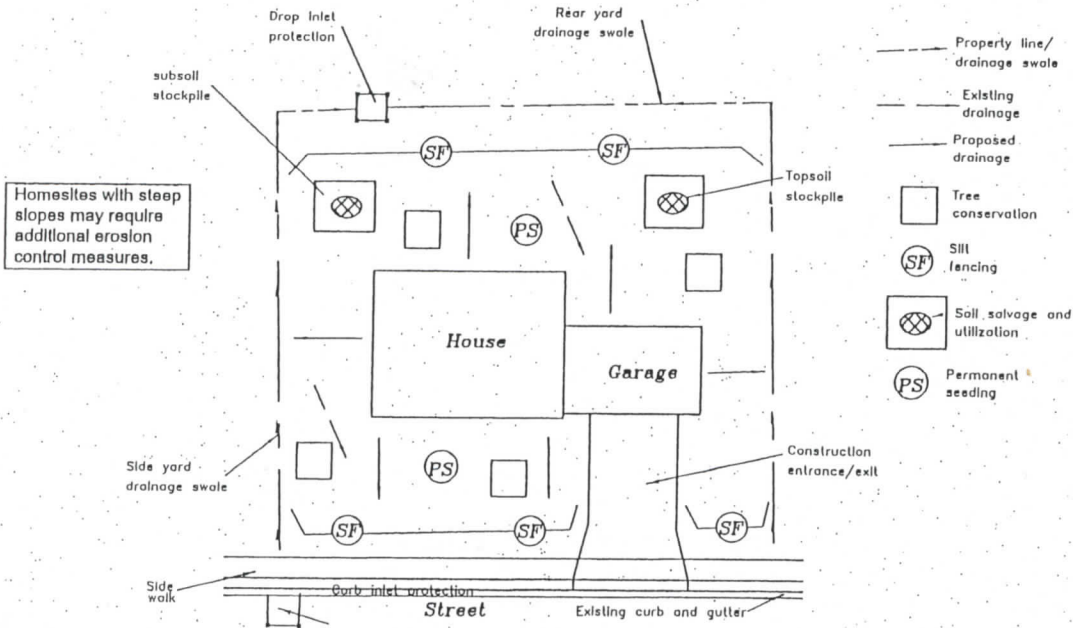 Drop Inlet
protection
Rear yard
drainage swale
Property line/
drainage swale
subsoil
stockpile
Existing
drainage
Proposed
drainage
SF
SF
Homesites with steep
slopes may require
additional erosion
control measures.
Topsoil
stockpile
Tree
conservation
PS
SF
Silt
fencing
Soil salvage and
utilization
House
Garage
PS
Permanent
seeding
Side yard
drainage swale
PS
Construction
entrance/exit
SF
SF
SF
Side
walk
Curb inlet protection
Street
Existing curb and gutter